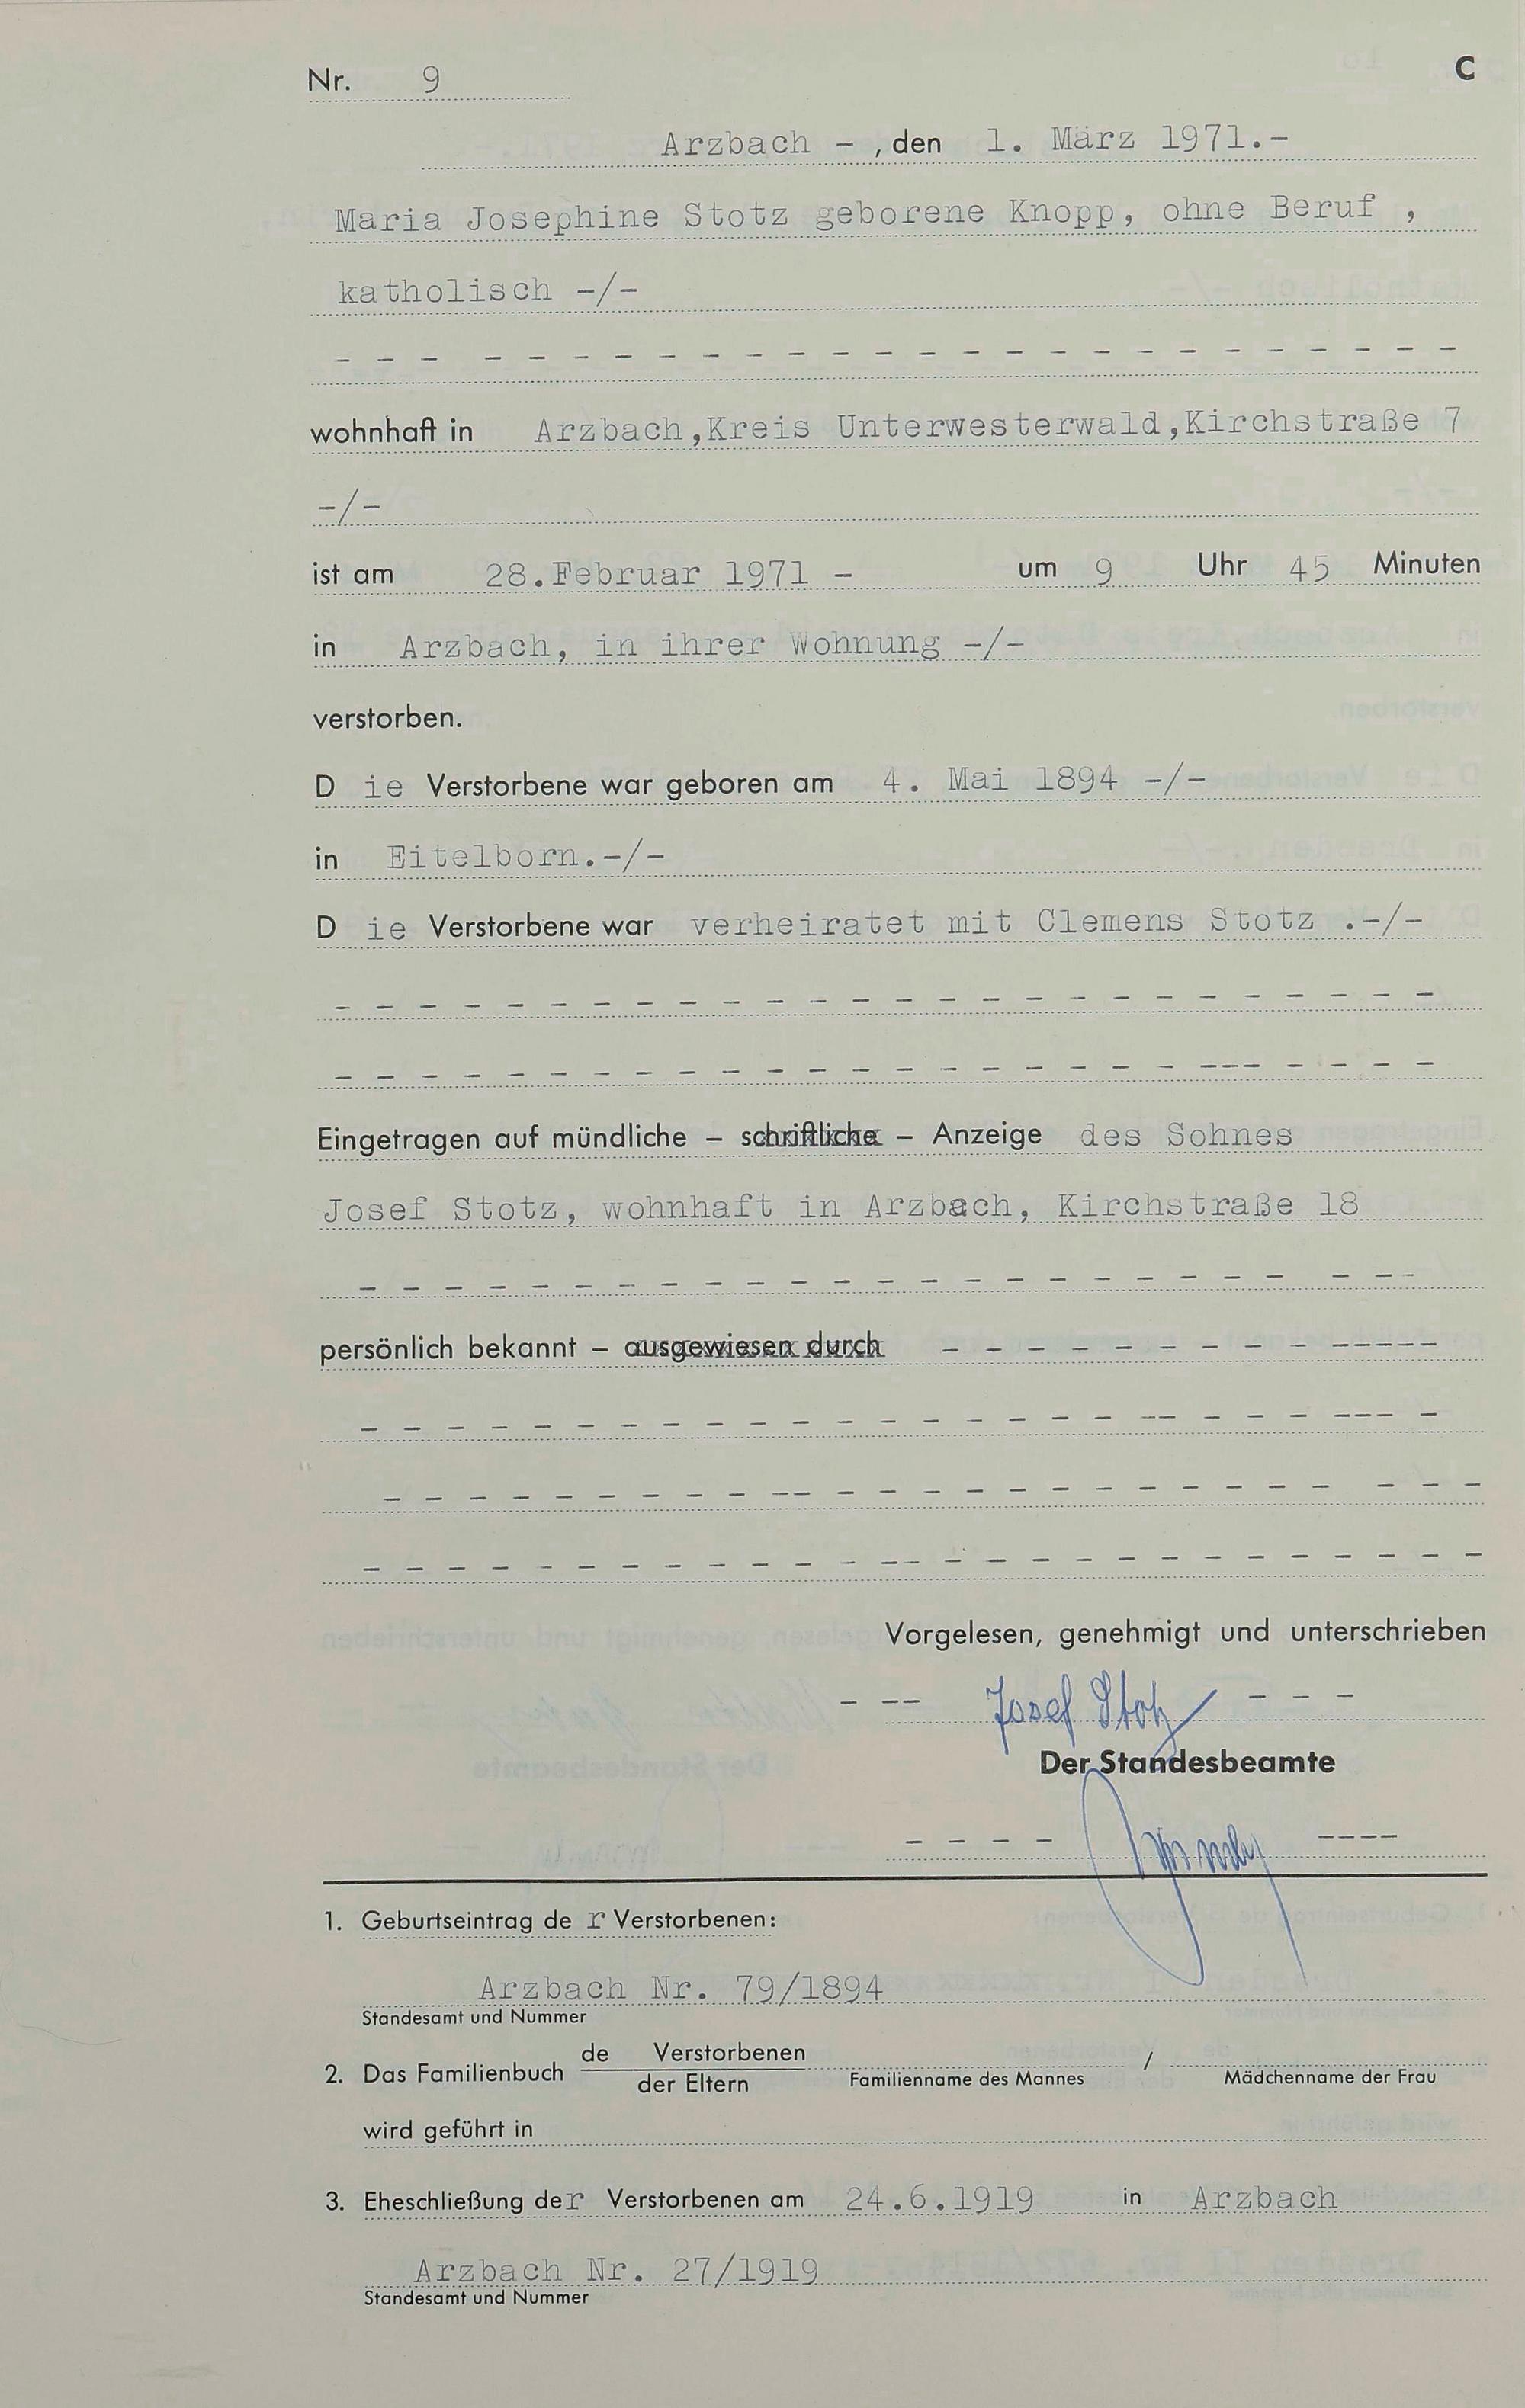 Nr. 9
C
Arzbach - , den 1. März 1971.-
Maria Josephine Stotz geborene Knopp, ohne Beruf ,
katholisch -/-
- - - - - - - - - - - - - - - - - - - - - - - - - -
wohnhaft in Arzbach,Kreis Unterwesterwald,Kirchstraße 7
-/-
ist am 28.Februar 1971 - um 9 Uhr 45 Minuten
in Arzbach, in ihrer Wohnung -/-
verstorben.
D ie Verstorbene war geboren am 4. Mai 1894 -/-
in Eitelborn.-/-
D ie Verstorbene war verheiratet mit Clemens Stotz .-/-
- - - - - - - - - - - - - - - - - - - - - - - - - -
- - - - - - - - - - - - - - - - - - - - --- - - - -
Eingetragen auf mündliche – schriftliche – Anzeige des Sohnes
Josef Stotz, wohnhaft in Arzbach, Kirchstraße 18
- - - - - - - - - - - - - - - - - - - - - - - ---
persönlich bekannt – ausgewiesen durch - - - - - - - - - -----
- - - - - - - - - - - - - - - - - - -- - - - --- -
- - - - - - - - - -- - - - - - - - - - - - - - - -
- - - - - - - - - - - - -- - - - - - - - - - - - - -
Vorgelesen, genehmigt und unterschrieben
- -- Josef Stotz - - -
Der Standesbeamte
- - - - ----
1. Geburtseintrag de r Verstorbenen:
Arzbach Nr. 79/1894
Standesamt und Nummer
2. Das Familienbuch de Verstorbenen
der Eltern / Familienname des Mannes Mädchenname der Frau
wird geführt in
3. Eheschließung der Verstorbenen am 24.6.1919 in Arzbach
Arzbach Nr. 27/1919
Standesamt und Nummer